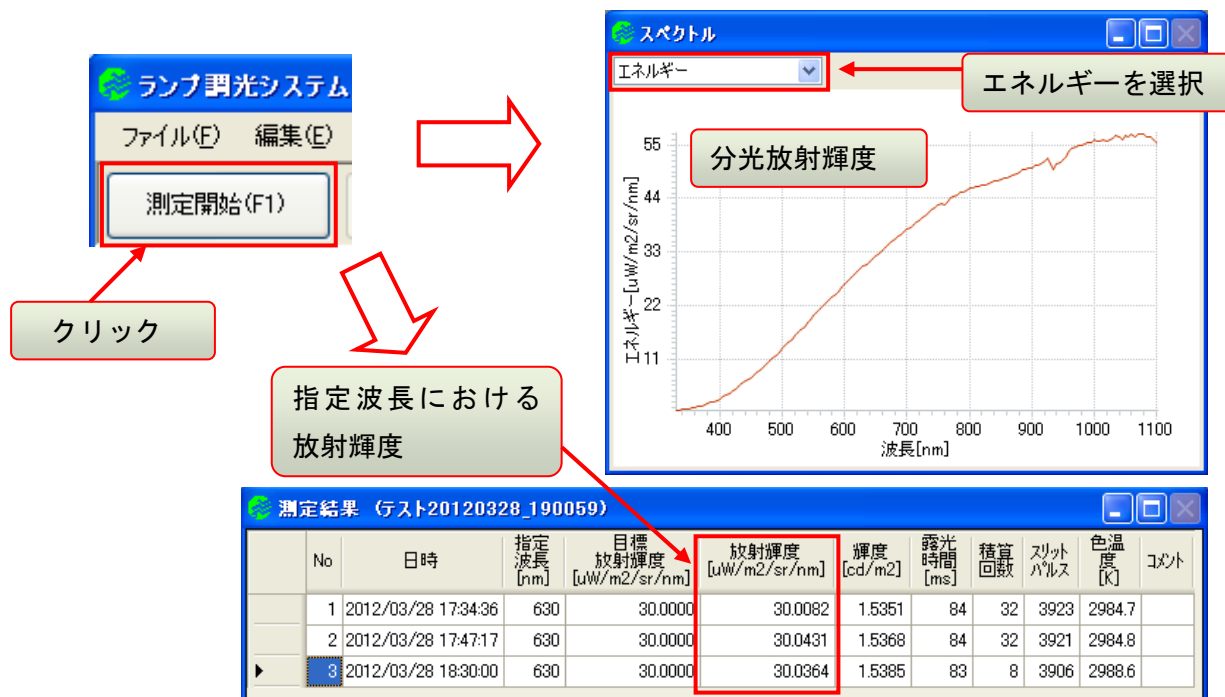 ランプ調光システム
ファイル(F) 編集(E)
測定開始(F1)
クリック
スペクトル
エネルギー
エネルギーを選択
分光放射輝度
エネルギー[uW/m2/sr/nm]
55
44
33
22
11
400 500 600 700 800 900 1000 1100
波長[nm]
指定波長における
放射輝度
測定結果 (テスト20120328_190059)
No 日時 指定波長[nm] 目標放射輝度[uW/m2/sr/nm] 放射輝度[uW/m2/sr/nm] 輝度[cd/m2] 露光時間[ms] 積算回数 スリットパルス 色温度[K] コメント
1 2012/03/28 17:34:36 630 30.0000 30.0082 1.5351 84 32 3923 2984.7
2 2012/03/28 17:47:17 630 30.0000 30.0431 1.5368 84 32 3921 2984.8
3 2012/03/28 18:30:00 630 30.0000 30.0364 1.5385 83 8 3906 2988.6